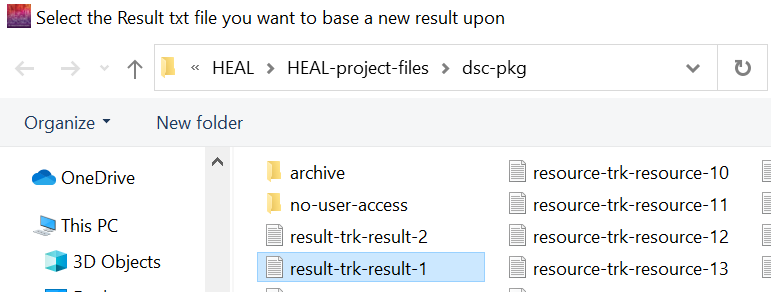 Select the Result txt file you want to base a new result upon
« HEAL > HEAL-project-files > dsc-pkg
Organize New folder
OneDrive
This PC
3D Objects
archive
no-user-access
result-trk-result-2
result-trk-result-1
resource-trk-resource-10
resource-trk-resource-11
resource-trk-resource-12
resource-trk-resource-13